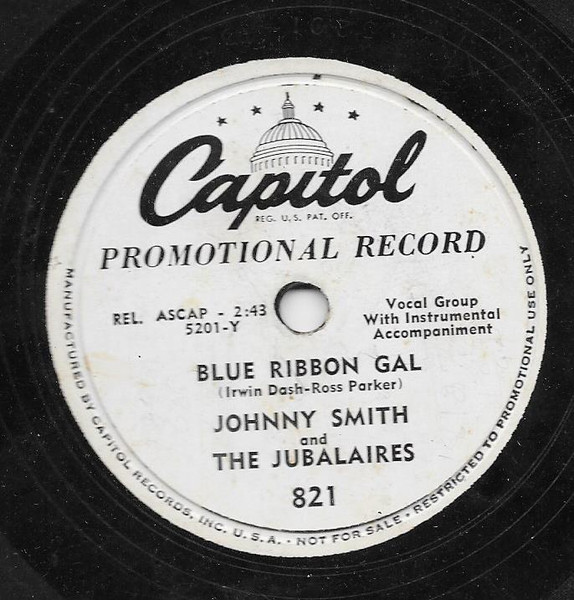 Capitol
REG. U.S. PAT. OFF.
PROMOTIONAL RECORD
REL. ASCAP - 2:43
5201-Y
Vocal Group
With Instrumental
Accompaniment
BLUE RIBBON GAL
(Irwin Dash-Ross Parker)
JOHNNY SMITH
and
THE JUBALAIRES
821
MANUFACTURED BY CAPITOL RECORDS, INC. U.S.A. • NOT FOR SALE • RESTRICTED TO PROMOTIONAL USE ONLY